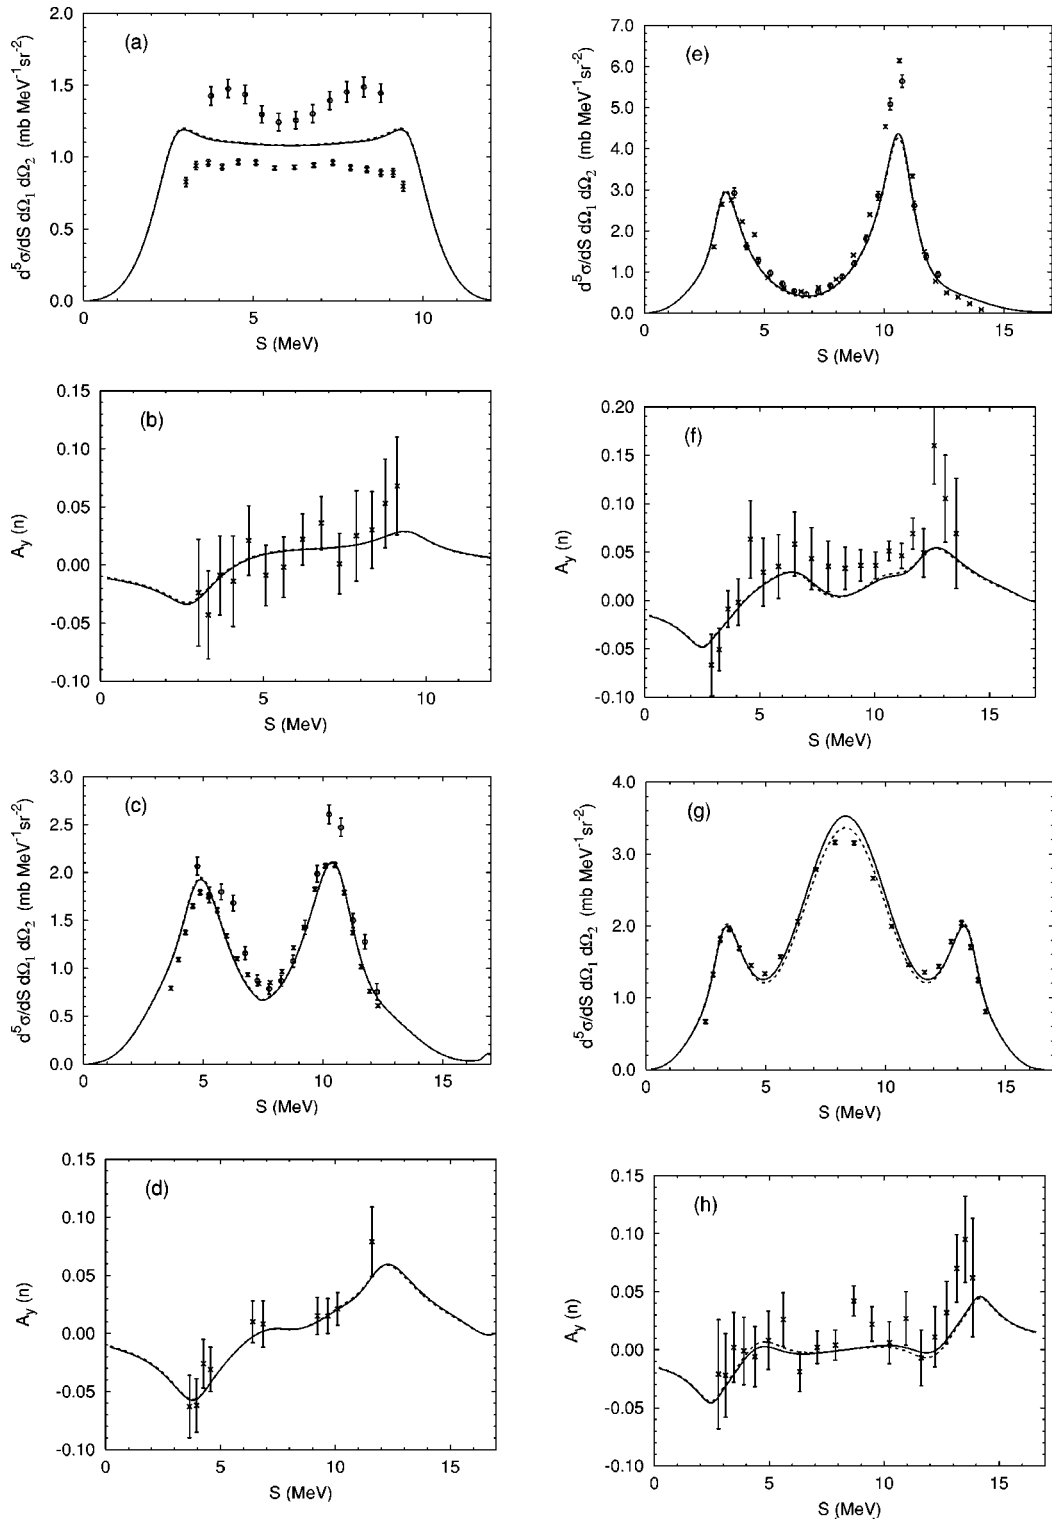 (a)
d⁵σ/dS dΩ₁ dΩ₂ (mb MeV⁻¹sr⁻²)
2.0
1.5
1.0
0.5
0.0
0 5 10
S (MeV)
(b)
A_y (n)
0.15
0.10
0.05
0.00
-0.05
-0.10
0 5 10
S (MeV)
(c)
d⁵σ/dS dΩ₁ dΩ₂ (mb MeV⁻¹sr⁻²)
3.0
2.5
2.0
1.5
1.0
0.5
0.0
0 5 10 15
S (MeV)
(d)
A_y (n)
0.15
0.10
0.05
0.00
-0.05
-0.10
0 5 10 15
S (MeV)
(e)
d⁵σ/dS dΩ₁ dΩ₂ (mb MeV⁻¹sr⁻²)
7.0
6.0
5.0
4.0
3.0
2.0
1.0
0.0
0 5 10 15
S (MeV)
(f)
A_y (n)
0.20
0.15
0.10
0.05
0.00
-0.05
-0.10
0 5 10 15
S (MeV)
(g)
d⁵σ/dS dΩ₁ dΩ₂ (mb MeV⁻¹sr⁻²)
4.0
3.0
2.0
1.0
0.0
0 5 10 15
S (MeV)
(h)
A_y (n)
0.15
0.10
0.05
0.00
-0.05
-0.10
0 5 10 15
S (MeV)